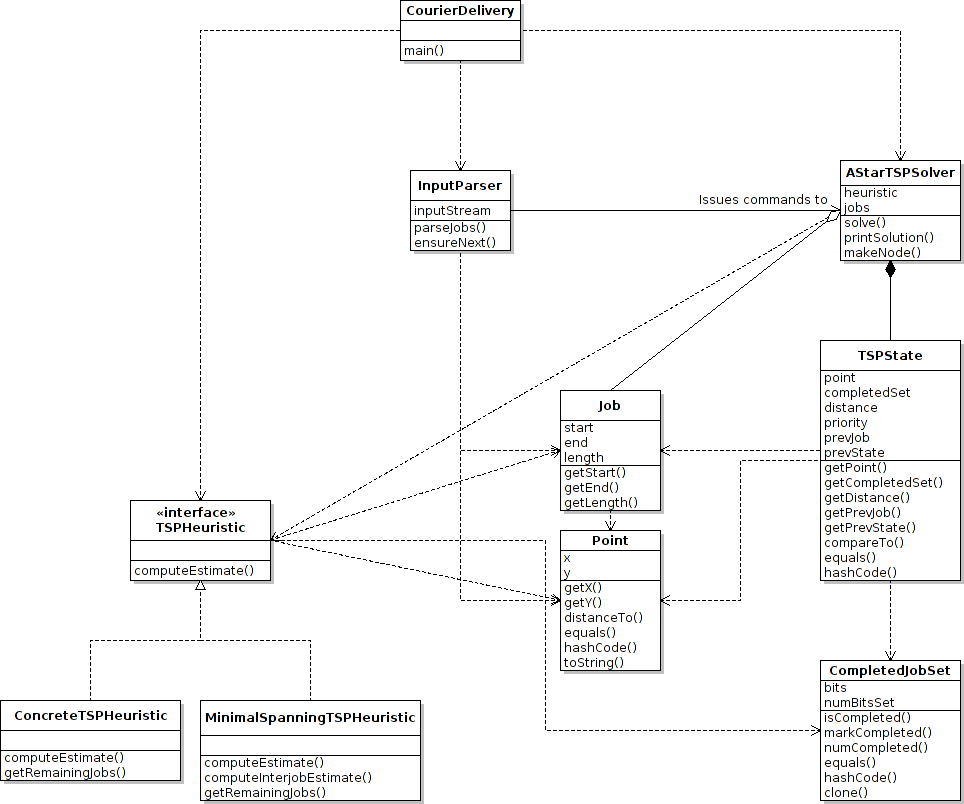 CourierDelivery
main()
InputParser
inputStream
parseJobs()
ensureNext()
Issues commands to
AStarTSPSolver
heuristic
jobs
solve()
printSolution()
makeNode()
TSPState
point
completedSet
distance
priority
prevJob
prevState
getPoint()
getCompletedSet()
getDistance()
getPrevJob()
getPrevState()
compareTo()
equals()
hashCode()
Job
start
end
length
getStart()
getEnd()
getLength()
«interface»
TSPHeuristic
computeEstimate()
Point
x
y
getX()
getY()
distanceTo()
equals()
hashCode()
toString()
CompletedJobSet
bits
numBitsSet
isCompleted()
markCompleted()
numCompleted()
equals()
hashCode()
clone()
ConcreteTSPHeuristic
computeEstimate()
getRemainingJobs()
MinimalSpanningTSPHeuristic
computeEstimate()
computeInterjobEstimate()
getRemainingJobs()